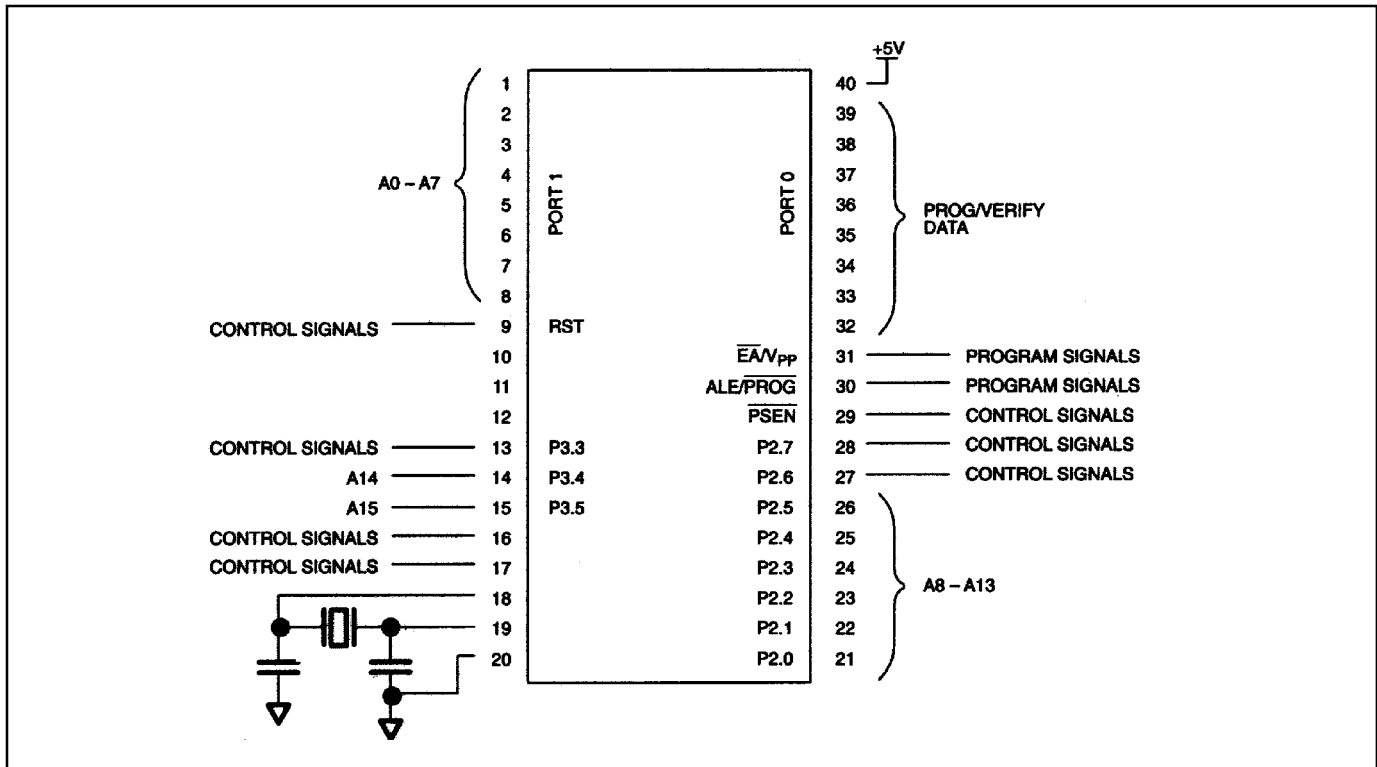 +5V
1 40
2 39
3 38
A0 – A7 4 37
5 36
PORT 1
PORT 0
PROG/VERIFY
DATA
6 35
7 34
8 33
CONTROL SIGNALS 9 RST 32
10 EA/VPP 31 PROGRAM SIGNALS
11 ALE/PROG 30 PROGRAM SIGNALS
12 PSEN 29 CONTROL SIGNALS
CONTROL SIGNALS 13 P3.3 P2.7 28 CONTROL SIGNALS
A14 14 P3.4 P2.6 27 CONTROL SIGNALS
A15 15 P3.5 P2.5 26
CONTROL SIGNALS 16 P2.4 25
CONTROL SIGNALS 17 P2.3 24
A8 – A13
18 P2.2 23
19 P2.1 22
20 P2.0 21